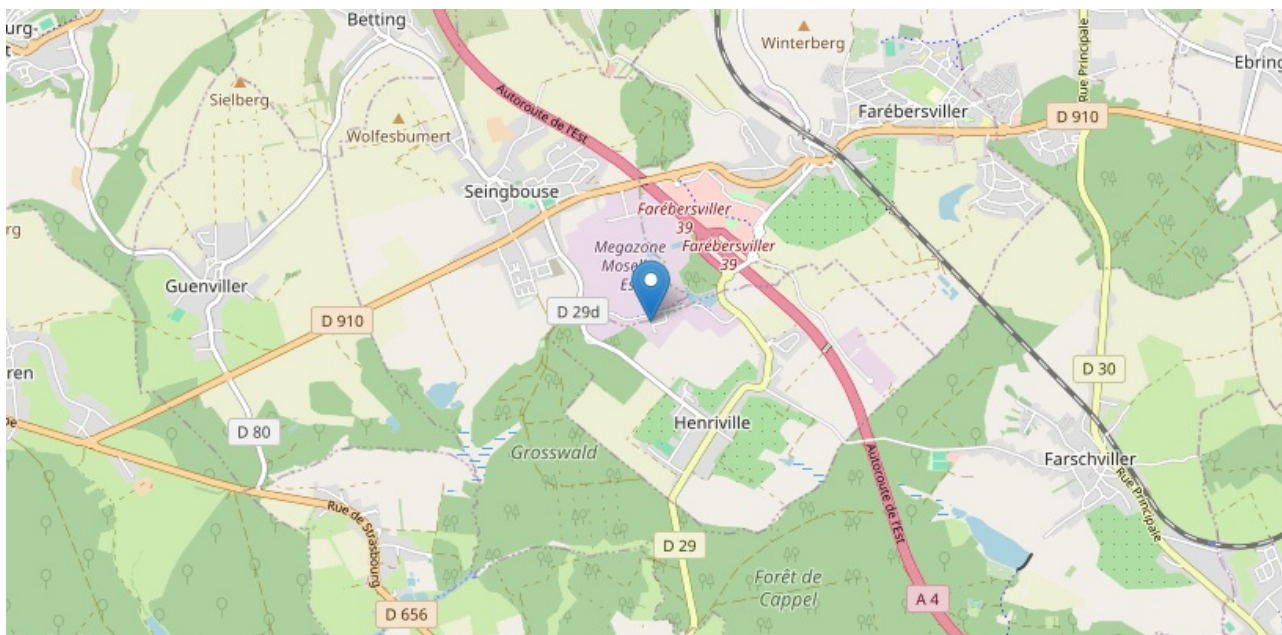 Betting
urg-
t
Sielberg
Wolfesbumert
Autoroute de l'Est
Winterberg
Farébersviller
Rue Principale
D 910
Ebring
Seingbouse
Farébersviller
39
Farébersviller
39
Megazone
Mosell
Es
rg
Guenviller
D 910
D 29d
ren
D 80
D 30
Henriville
Grosswald
Farschviller
Autoroute de l'Est
Rue Principale
Rue de Strasbourg
D 29
Forêt de
Cappel
A 4
D 656